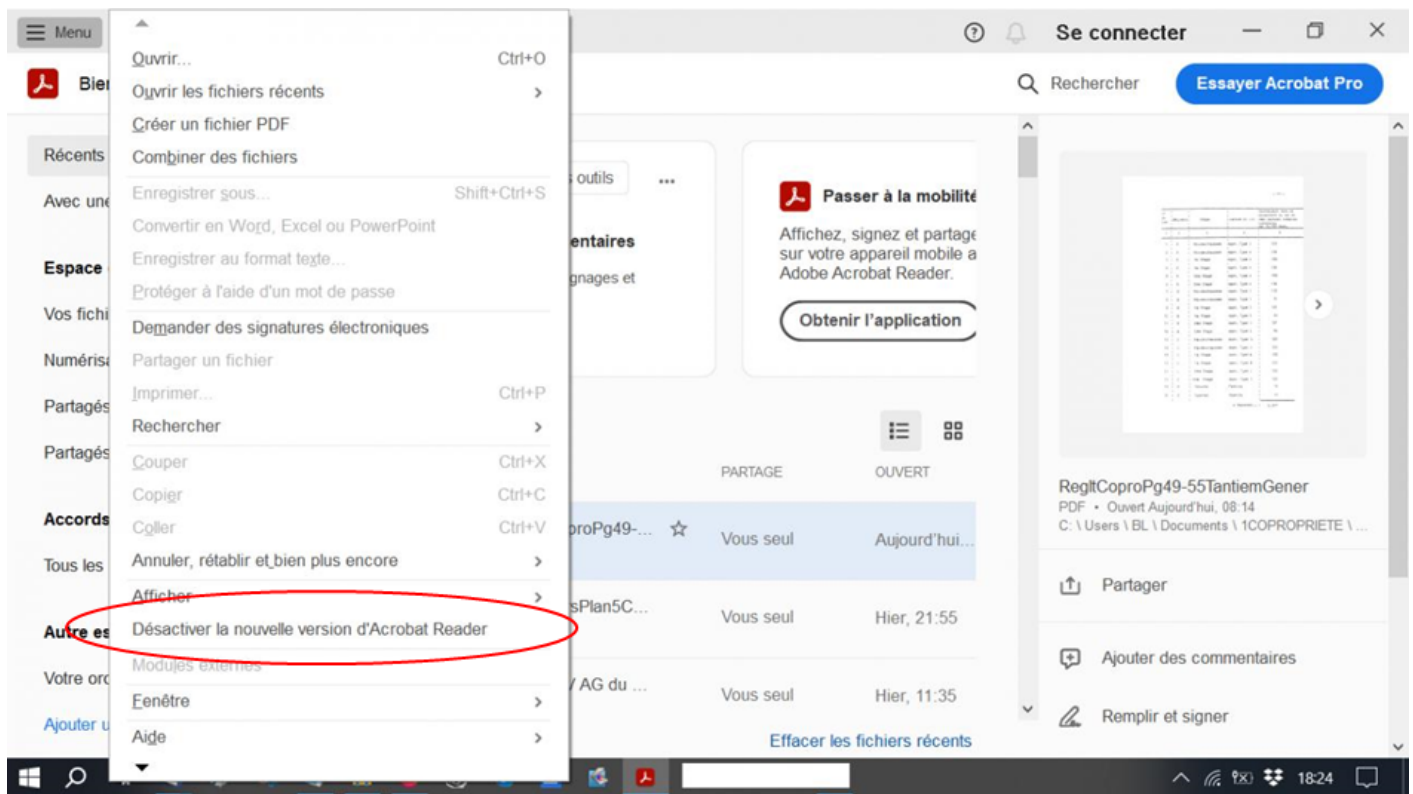 Menu
Se connecter
Rechercher
Essayer Acrobat Pro
Ouvrir... Ctrl+O
Ouvrir les fichiers récents
Créer un fichier PDF
Combiner des fichiers
Enregistrer sous... Shift+Ctrl+S
Convertir en Word, Excel ou PowerPoint
Enregistrer au format texte...
Protéger à l'aide d'un mot de passe
Demander des signatures électroniques
Partager un fichier
Imprimer... Ctrl+P
Rechercher
Couper Ctrl+X
Copier Ctrl+C
Coller Ctrl+V
Annuler, rétablir et bien plus encore
Afficher
Désactiver la nouvelle version d'Acrobat Reader
Modules externes
Fenêtre
Aide
Bien
Récents
Avec une
Espace
Vos fichi
Numérisa
Partagés
Partagés
Accords
Tous les
Autre es
Votre ord
Ajouter u
outils ...
entaires
gnages et
Passer à la mobilité
Affichez, signez et partage
sur votre appareil mobile a
Adobe Acrobat Reader.
Obtenir l'application
PARTAGE OUVERT
oroPg49-... Vous seul Aujourd'hui...
sPlan5C... Vous seul Hier, 21:55
AG du ... Vous seul Hier, 11:35
Effacer les fichiers récents
RegltCoproPg49-55TantiemGener
PDF • Ouvert Aujourd'hui, 08:14
C: \ Users \ BL \ Documents \ 1COPROPRIETE \ ...
Partager
Ajouter des commentaires
Remplir et signer
18:24